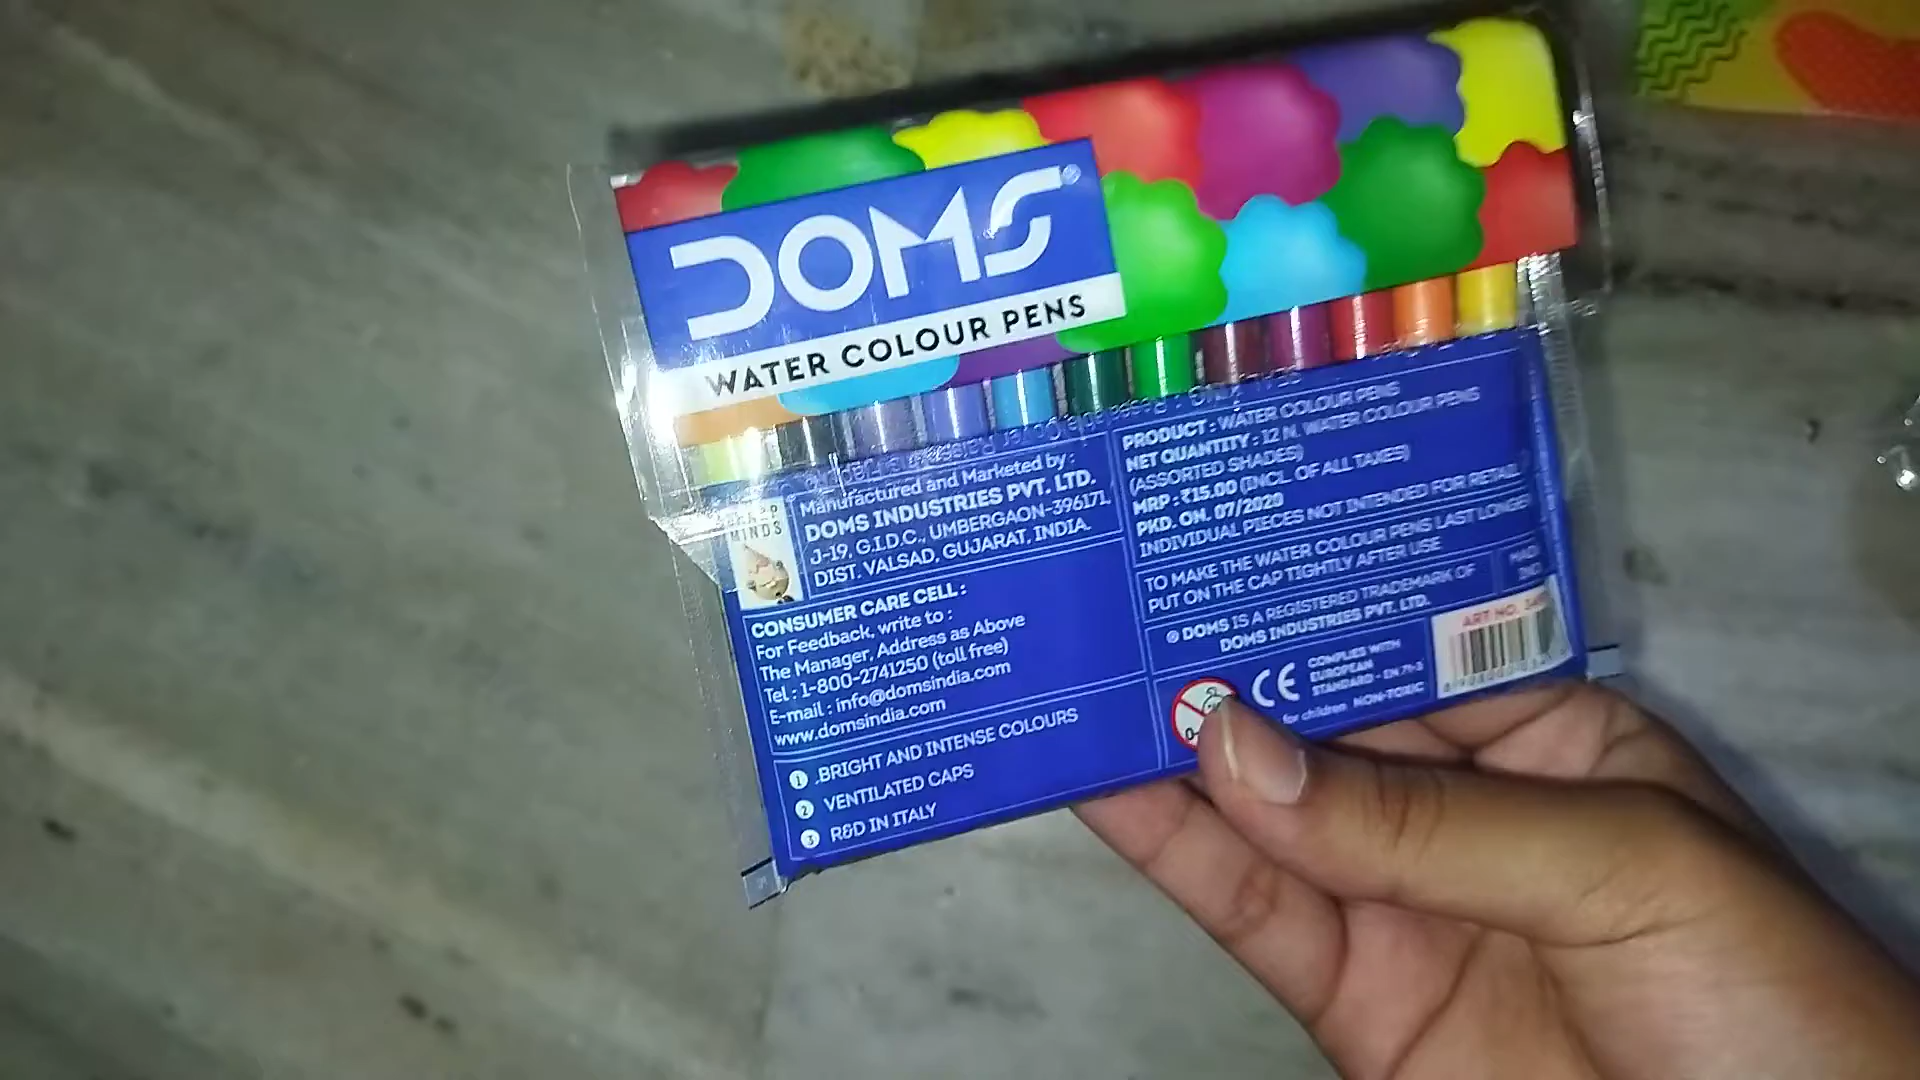 DOMS®
WATER COLOUR PENS
MINDS
Manufactured and Marketed by :
DOMS INDUSTRIES PVT. LTD.
J-19, G.I.D.C., UMBERGAON-396171,
DIST. VALSAD, GUJARAT, INDIA.
CONSUMER CARE CELL :
For Feedback, write to :
The Manager, Address as Above
Tel : 1-800-2741250 (toll free)
E-mail : info@domsindia.com
www.domsindia.com
1 BRIGHT AND INTENSE COLOURS
2 VENTILATED CAPS
3 R&D IN ITALY
PRODUCT : WATER COLOUR PENS
NET QUANTITY : 12 N. WATER COLOUR PENS
(ASSORTED SHADES)
MRP : ₹15.00 (INCL. OF ALL TAXES)
PKD. ON. 07/2020
INDIVIDUAL PIECES NOT INTENDED FOR RETAIL
TO MAKE THE WATER COLOUR PENS LAST LONGE
PUT ON THE CAP TIGHTLY AFTER USE
® DOMS IS A REGISTERED TRADEMARK OF
DOMS INDUSTRIES PVT. LTD.
ART NO.
CE
COMPLIES WITH
EUROPEAN
STANDARD - EN 71-3
for children NON-TOXIC